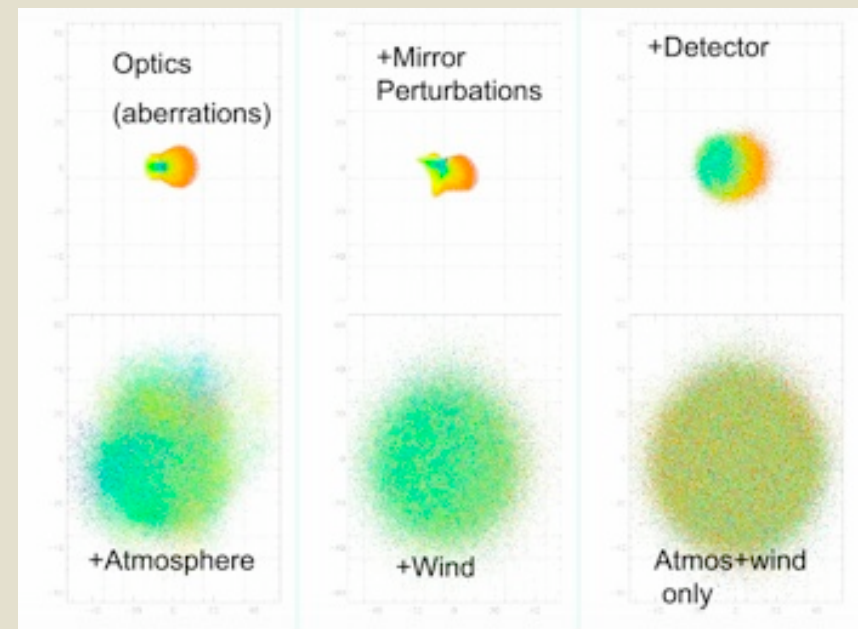 Optics
(aberrations)
+Mirror
Perturbations
+Detector
+Atmosphere
+Wind
Atmos+wind
only